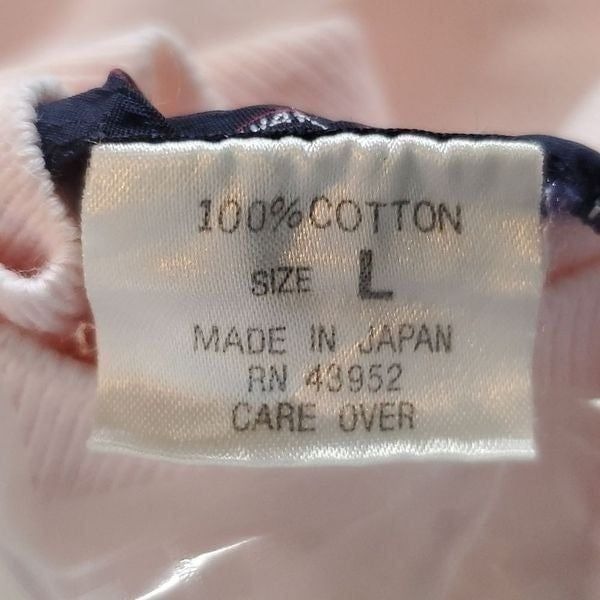 100% COTTON
SIZE L
MADE IN JAPAN
RN 43952
CARE OVER